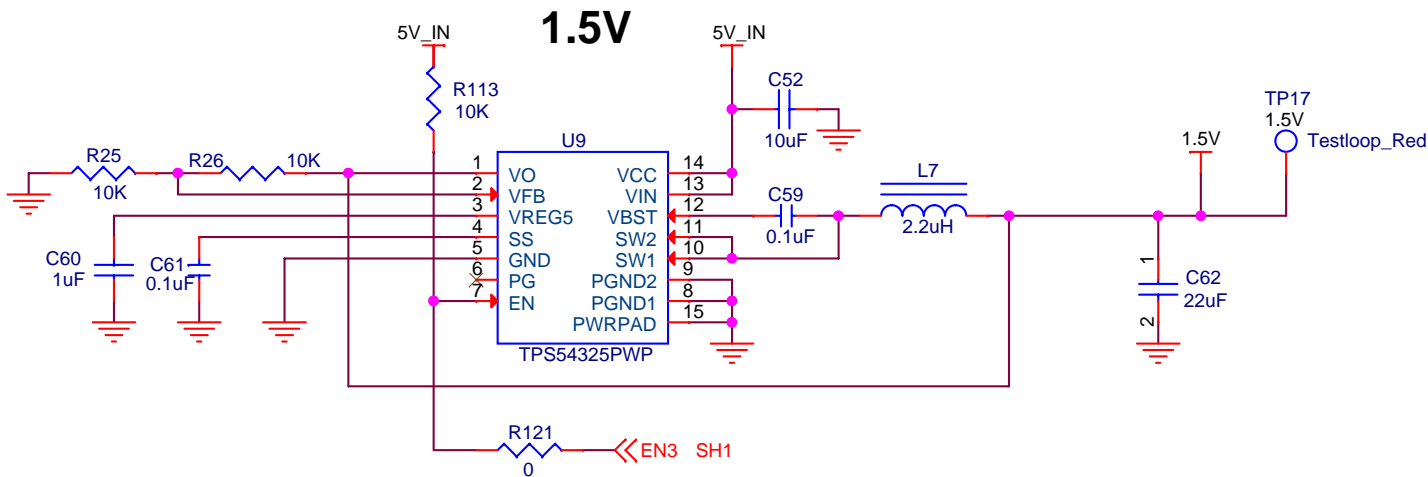 1.5V
5V_IN
5V_IN
R113
10K
C52
10uF
TP17
1.5V
Testloop_Red
1.5V
U9
R25
10K
R26
10K
1
VO
2
VFB
3
VREG5
4
SS
5
GND
6
PG
7
EN
VCC
14
VIN
13
VBST
12
SW2
11
SW1
10
PGND2
9
PGND1
8
PWRPAD
15
TPS54325PWP
C59
0.1uF
L7
2.2uH
C60
1uF
C61
0.1uF
1
C62
22uF
2
R121
0
EN3 SH1